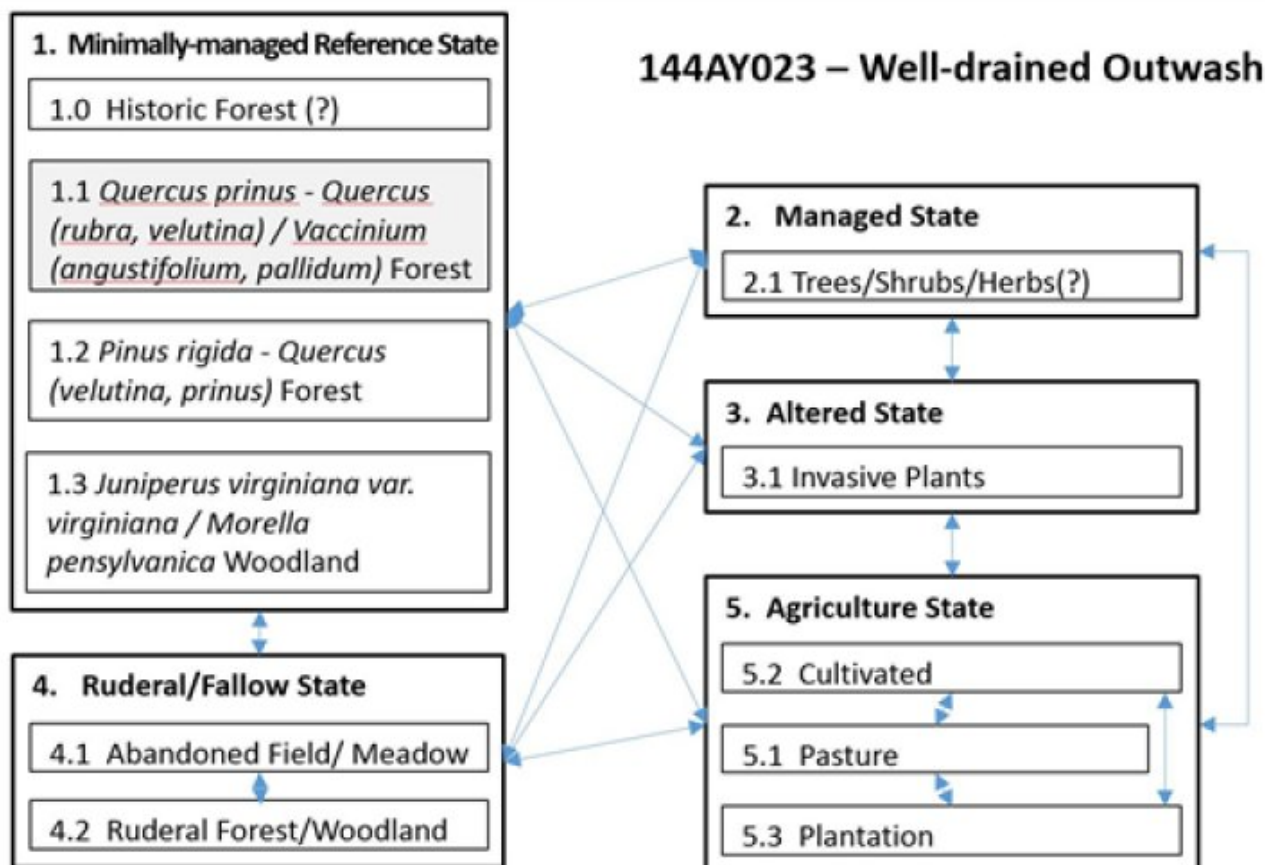 1. Minimally-managed Reference State
1.0 Historic Forest (?)
1.1 Quercus prinus - Quercus
(rubra, velutina) / Vaccinium
(angustifolium, pallidum) Forest
1.2 Pinus rigida - Quercus
(velutina, prinus) Forest
1.3 Juniperus virginiana var.
virginiana / Morella
pensylvanica Woodland
4. Ruderal/Fallow State
4.1 Abandoned Field/ Meadow
4.2 Ruderal Forest/Woodland
144AY023 – Well-drained Outwash
2. Managed State
2.1 Trees/Shrubs/Herbs(?)
3. Altered State
3.1 Invasive Plants
5. Agriculture State
5.2 Cultivated
5.1 Pasture
5.3 Plantation